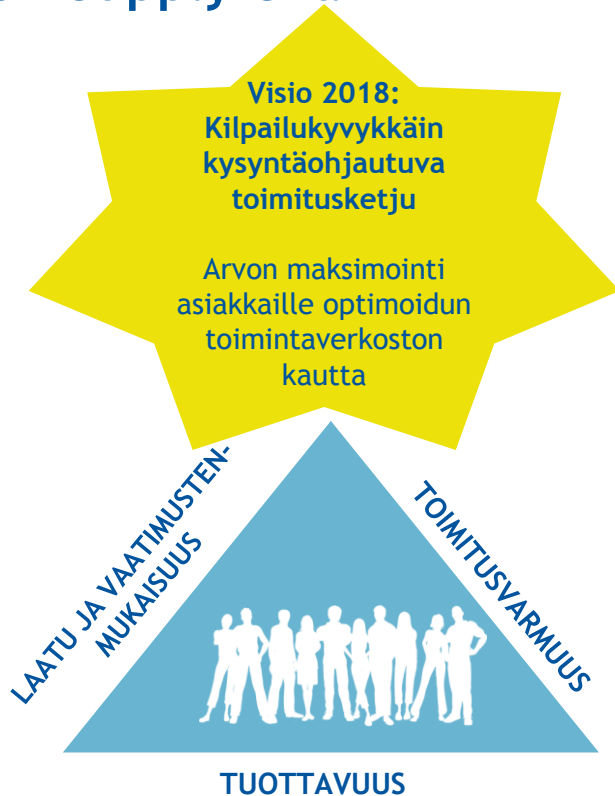 Visio 2018:
Kilpailukyvykkäin
kysyntäohjautuva
toimitusketju
Arvon maksimointi
asiakkaille optimoidun
toimintaverkoston
kautta
LAATU JA VAATIMUSTEN-
MUKAISUUS
TOIMITUSVARMUUS
TUOTTAVUUS